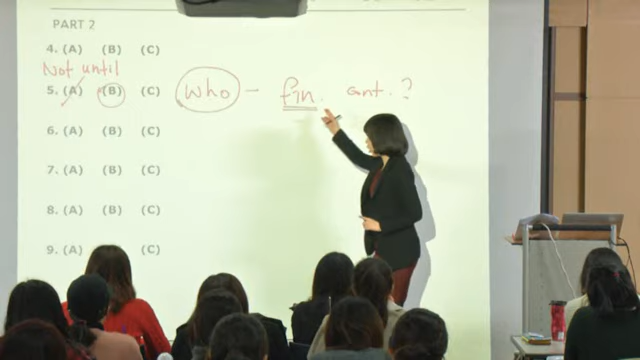 PART 2
4. (A) (B) (C)
Not until
5. (A) (B) (C) who - fin. ant. ?
6. (A) (B) (C)
7. (A) (B) (C)
8. (A) (B) (C)
9. (A) (C)